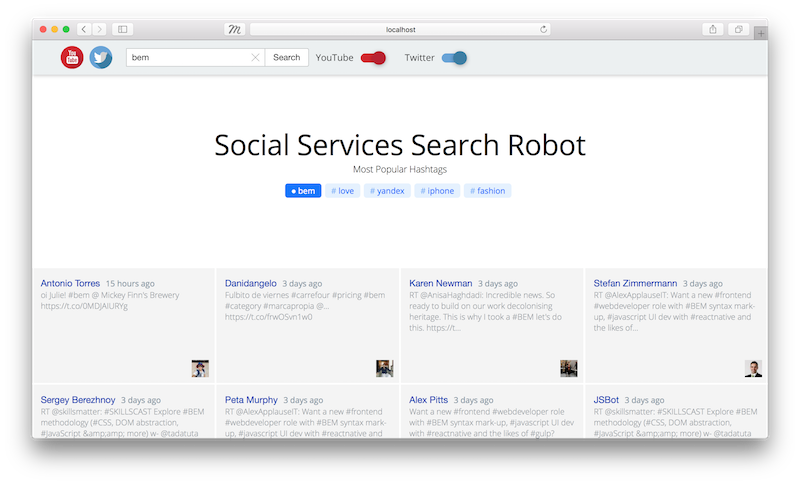 localhost
You
Tube
bem
Search
YouTube
Twitter
Social Services Search Robot
Most Popular Hashtags
● bem
# love
# yandex
# iphone
# fashion
Antonio Torres 15 hours ago
oi Julie! #bem @ Mickey Finn's Brewery
https://t.co/0MDJAIURYg
Danidangelo 3 days ago
Fulbito de viernes #carrefour #pricing #bem
#category #marcapropia @...
https://t.co/frwOSvn1w0
Karen Newman 3 days ago
RT @AnisaHaghdadi: Incredible news. So
ready to build on our work decolonising
heritage. This is why I took a #BEM let's do
this. https://t...
Stefan Zimmermann 3 days ago
RT @AlexApplauseIT: Want a new #frontend
#webdeveloper role with #BEM syntax mark-
up, #javascript UI dev with #reactnative and
the likes of...
Sergey Berezhnoy 3 days ago
RT @skillsmatter: #SKILLSCAST Explore #BEM
methodology (#CSS, DOM abstraction,
#JavaScript &amp;amp; more) w- @tadatuta
Peta Murphy 3 days ago
RT @AlexApplauseIT: Want a new #frontend
#webdeveloper role with #BEM syntax mark-
up, #javascript UI dev with #reactnative and
Alex Pitts 3 days ago
Want a new #frontend #webdeveloper role
with #BEM syntax mark-up, #javascript UI dev
with #reactnative and the likes of #gulp?
JSBot 3 days ago
RT @skillsmatter: #SKILLSCAST Explore #BEM
methodology (#CSS, DOM abstraction,
#JavaScript &amp;amp; more) w- @tadatuta